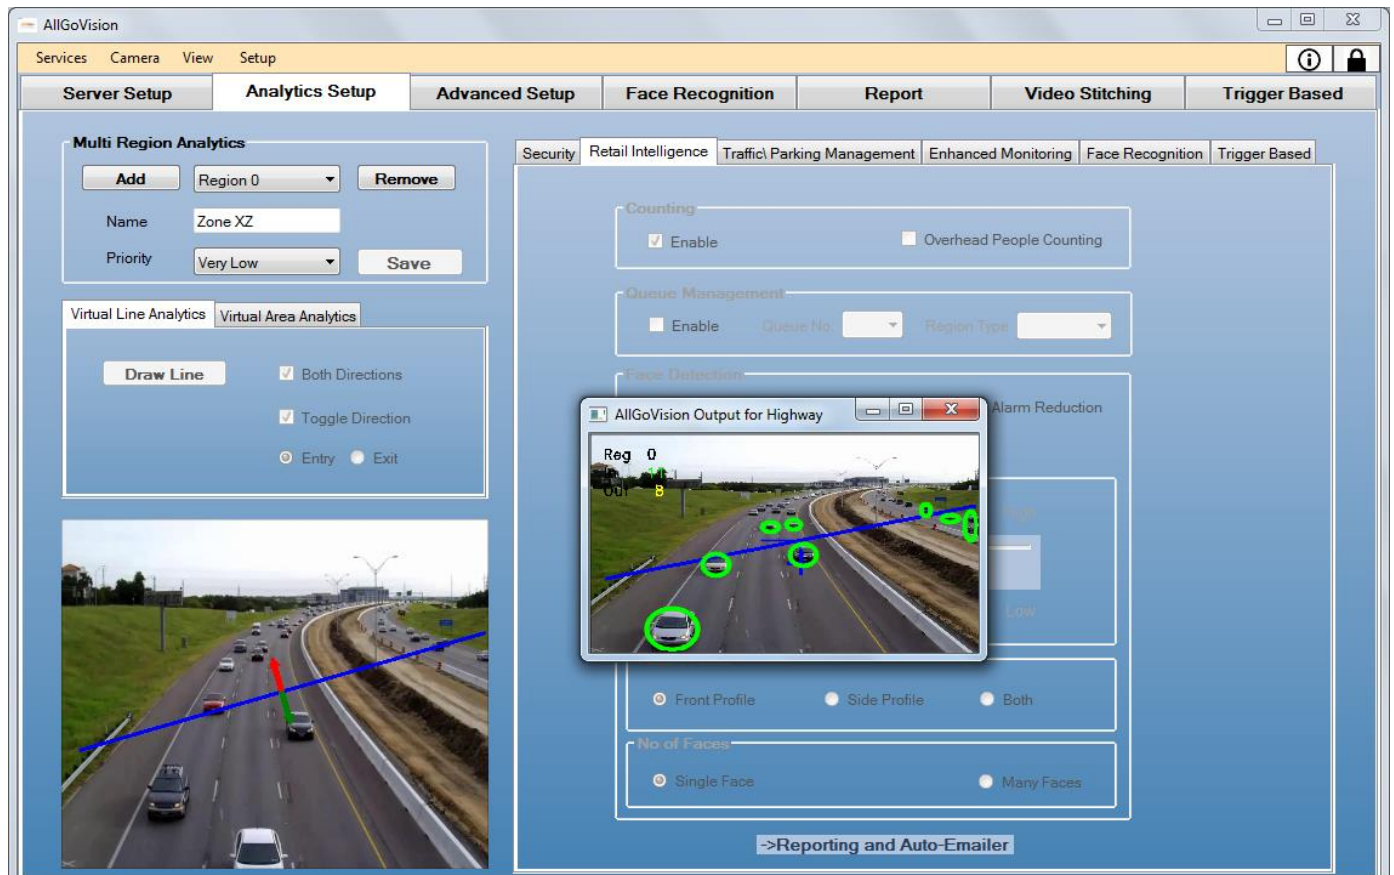 AllGoVision
Services Camera View Setup
Server Setup Analytics Setup Advanced Setup Face Recognition Report Video Stitching Trigger Based
Multi Region Analytics
Add Region 0 Remove
Name Zone XZ
Priority Very Low Save
Virtual Line Analytics Virtual Area Analytics
Draw Line Both Directions
Toggle Direction
Entry Exit
Security Retail Intelligence Traffic\ Parking Management Enhanced Monitoring Face Recognition Trigger Based
Counting
Enable Overhead People Counting
Queue Management
Enable Queue No. Region Type
Face Detection
Alarm Reduction
AllGoVision Output for Highway
Reg 0
In 11
Out 8
High
Low
Front Profile Side Profile Both
No of Faces
Single Face Many Faces
->Reporting and Auto-Emailer